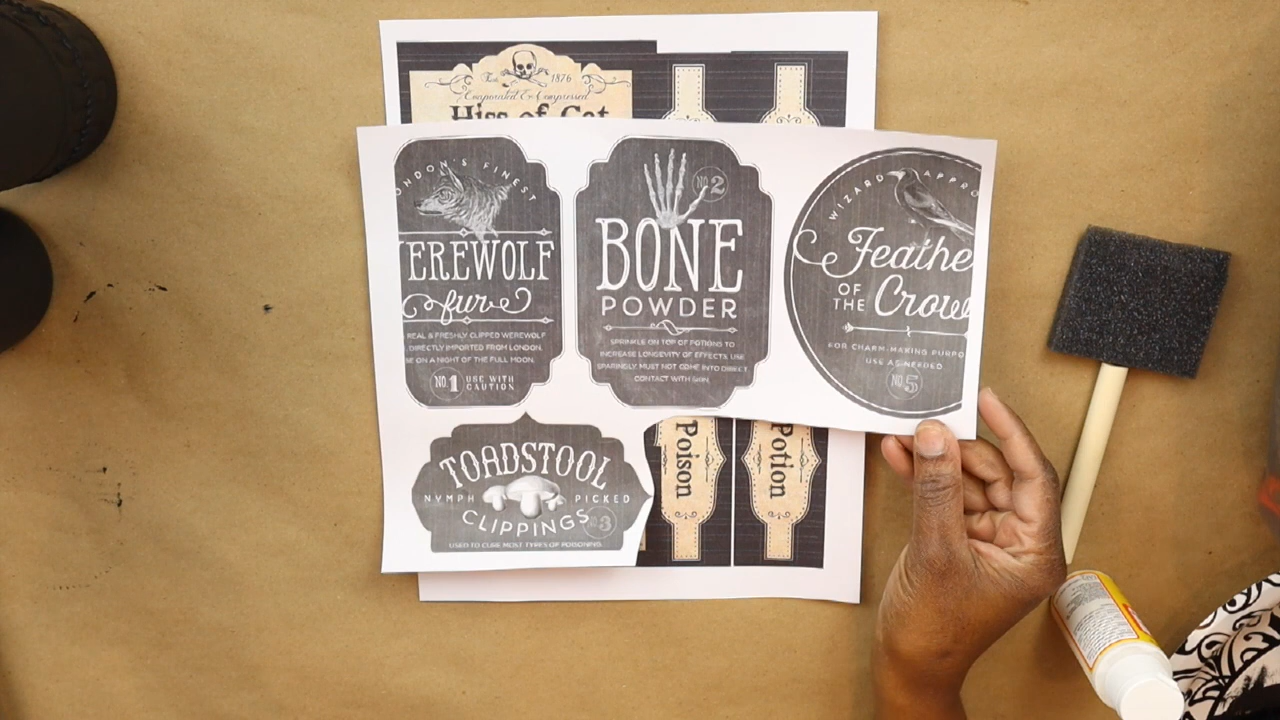 1876
Evaporated & Compressed
Hiss of Cat
ONDON'S FINEST
EREWOLF
fur
REAL & FRESHLY CLIPPED WEREWOLF
DIRECTLY IMPORTED FROM LONDON.
E ON A NIGHT OF THE FULL MOON.
NO. 1 USE WITH
CAUTION
NO 2
BONE
POWDER
SPRINKLE ON TOP OF POTIONS TO
INCREASE LONGEVITY OF EFFECTS. USE
SPARINGLY. MUST NOT COME INTO DIRECT
CONTACT WITH SKIN.
WIZARD APPRO
Feathe
OF
THE Crow
FOR CHARM-MAKING PURPO
USE AS NEEDED
NO 5
TOADSTOOL
NYMPH PICKED
CLIPPINGS
NO 3
USED TO CURE MOST TYPES OF POISONING.
Poison
Potion